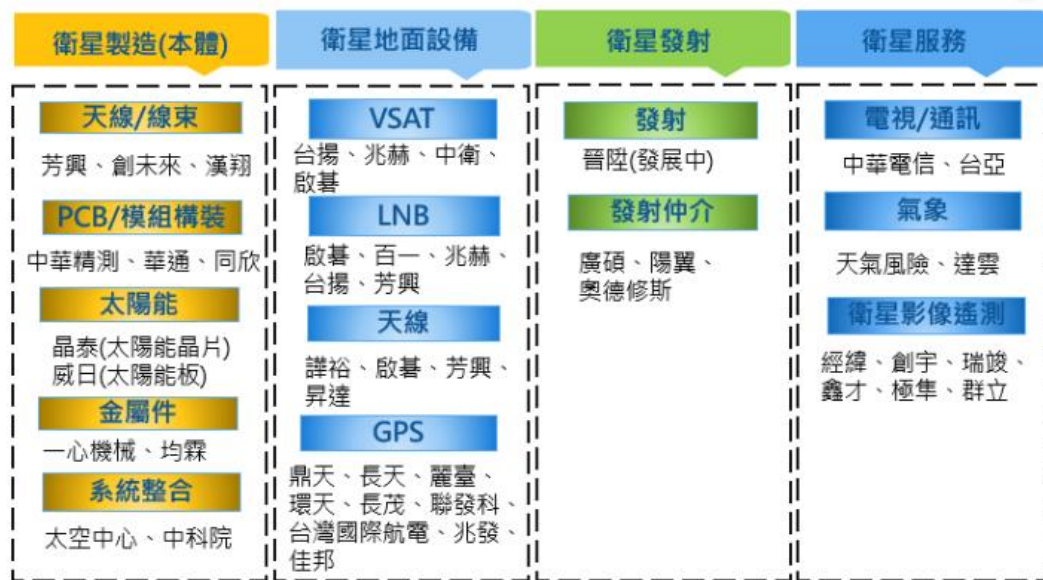 衛星製造(本體)
天線/線束
芳興、創未來、漢翔
PCB/模組構裝
中華精測、華通、同欣
太陽能
晶泰(太陽能晶片)
威日(太陽能板)
金屬件
一心機械、均霖
系統整合
太空中心、中科院
衛星地面設備
VSAT
台揚、兆赫、中衛、
啟碁
LNB
啟碁、百一、兆赫、
台揚、芳興
天線
譁裕、啟碁、芳興、
昇達
GPS
鼎天、長天、麗臺、
環天、長茂、聯發科、
台灣國際航電、兆發、
佳邦
衛星發射
發射
晉陞(發展中)
發射仲介
廣碩、陽翼、
奧德修斯
衛星服務
電視/通訊
中華電信、台亞
氣象
天氣風險、達雲
衛星影像遙測
經緯、創宇、瑞竣、
鑫才、極隼、群立